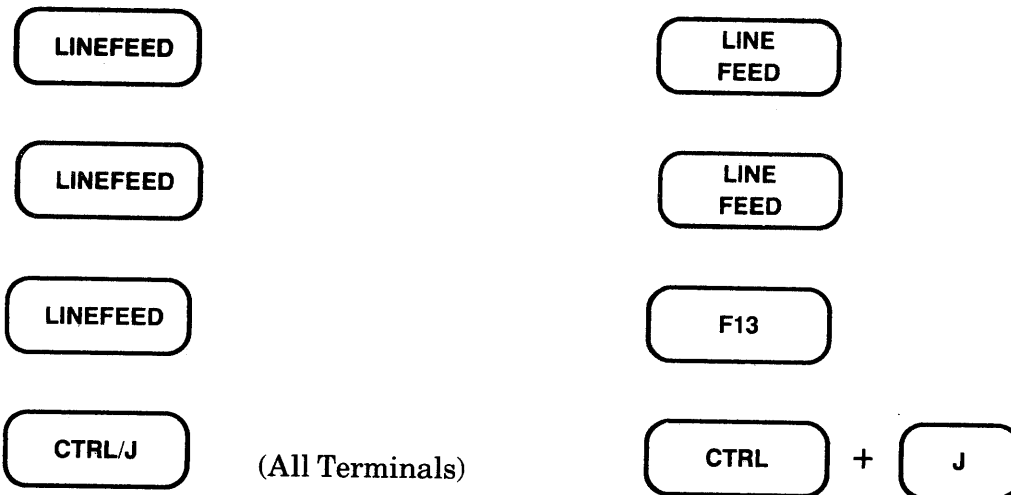 LINEFEED
LINE
FEED
LINEFEED
LINE
FEED
LINEFEED
F13
CTRL/J
(All Terminals)
CTRL + J